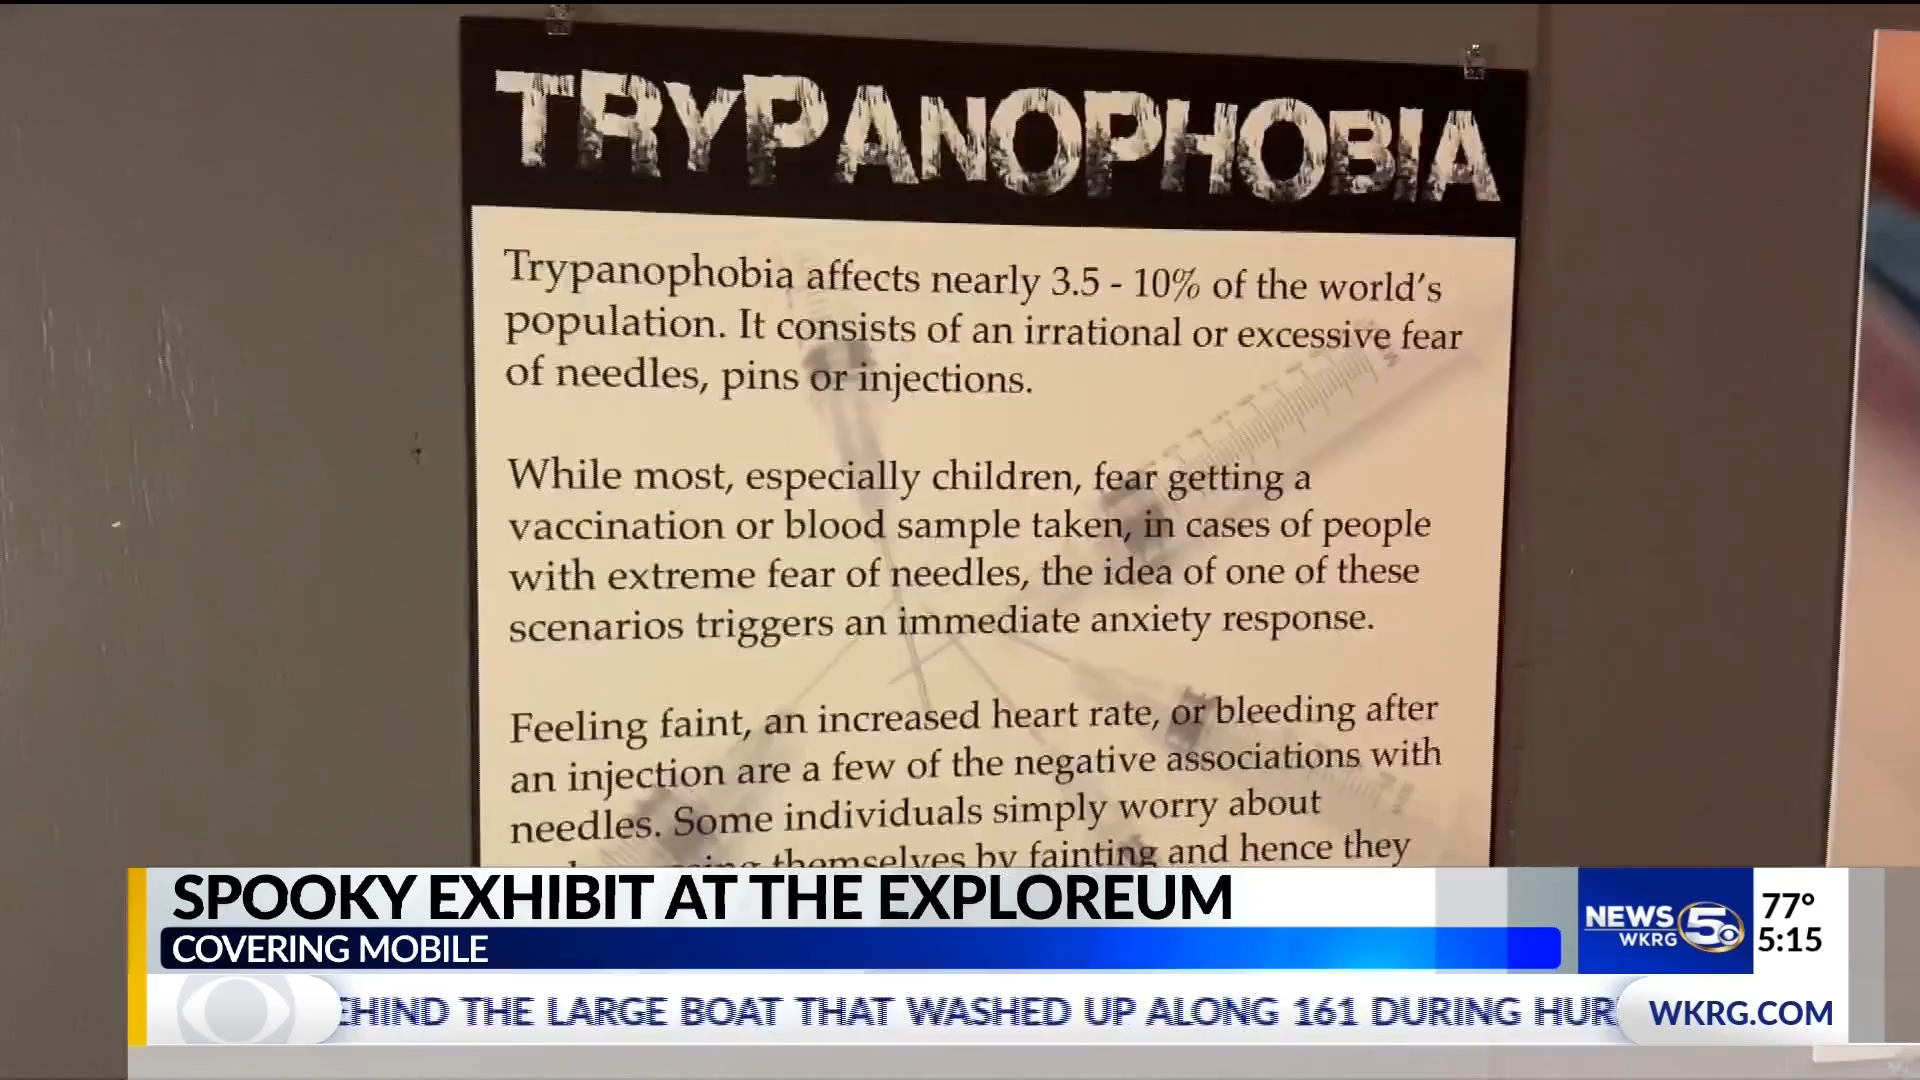 TRYPANOPHOBIA
Trypanophobia affects nearly 3.5 - 10% of the world's
population. It consists of an irrational or excessive fear
of needles, pins or injections.
While most, especially children, fear getting a
vaccination or blood sample taken, in cases of people
with extreme fear of needles, the idea of one of these
scenarios triggers an immediate anxiety response.
Feeling faint, an increased heart rate, or bleeding after
an injection are a few of the negative associations with
needles. Some individuals simply worry about
themselves by fainting and hence they
SPOOKY EXHIBIT AT THE EXPLOREUM
COVERING MOBILE
NEWS 5
WKRG
77°
5:15
THE LARGE BOAT THAT WASHED UP ALONG 161 DURING
WKRG.COM